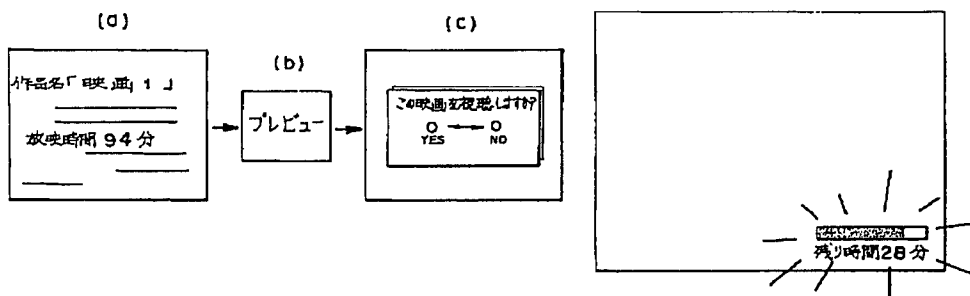 (a)
作品名「映画1」
放映時間94分
(b)
プレビュー
(c)
この映画を視聴しますか?
YES
NO
残り時間28分